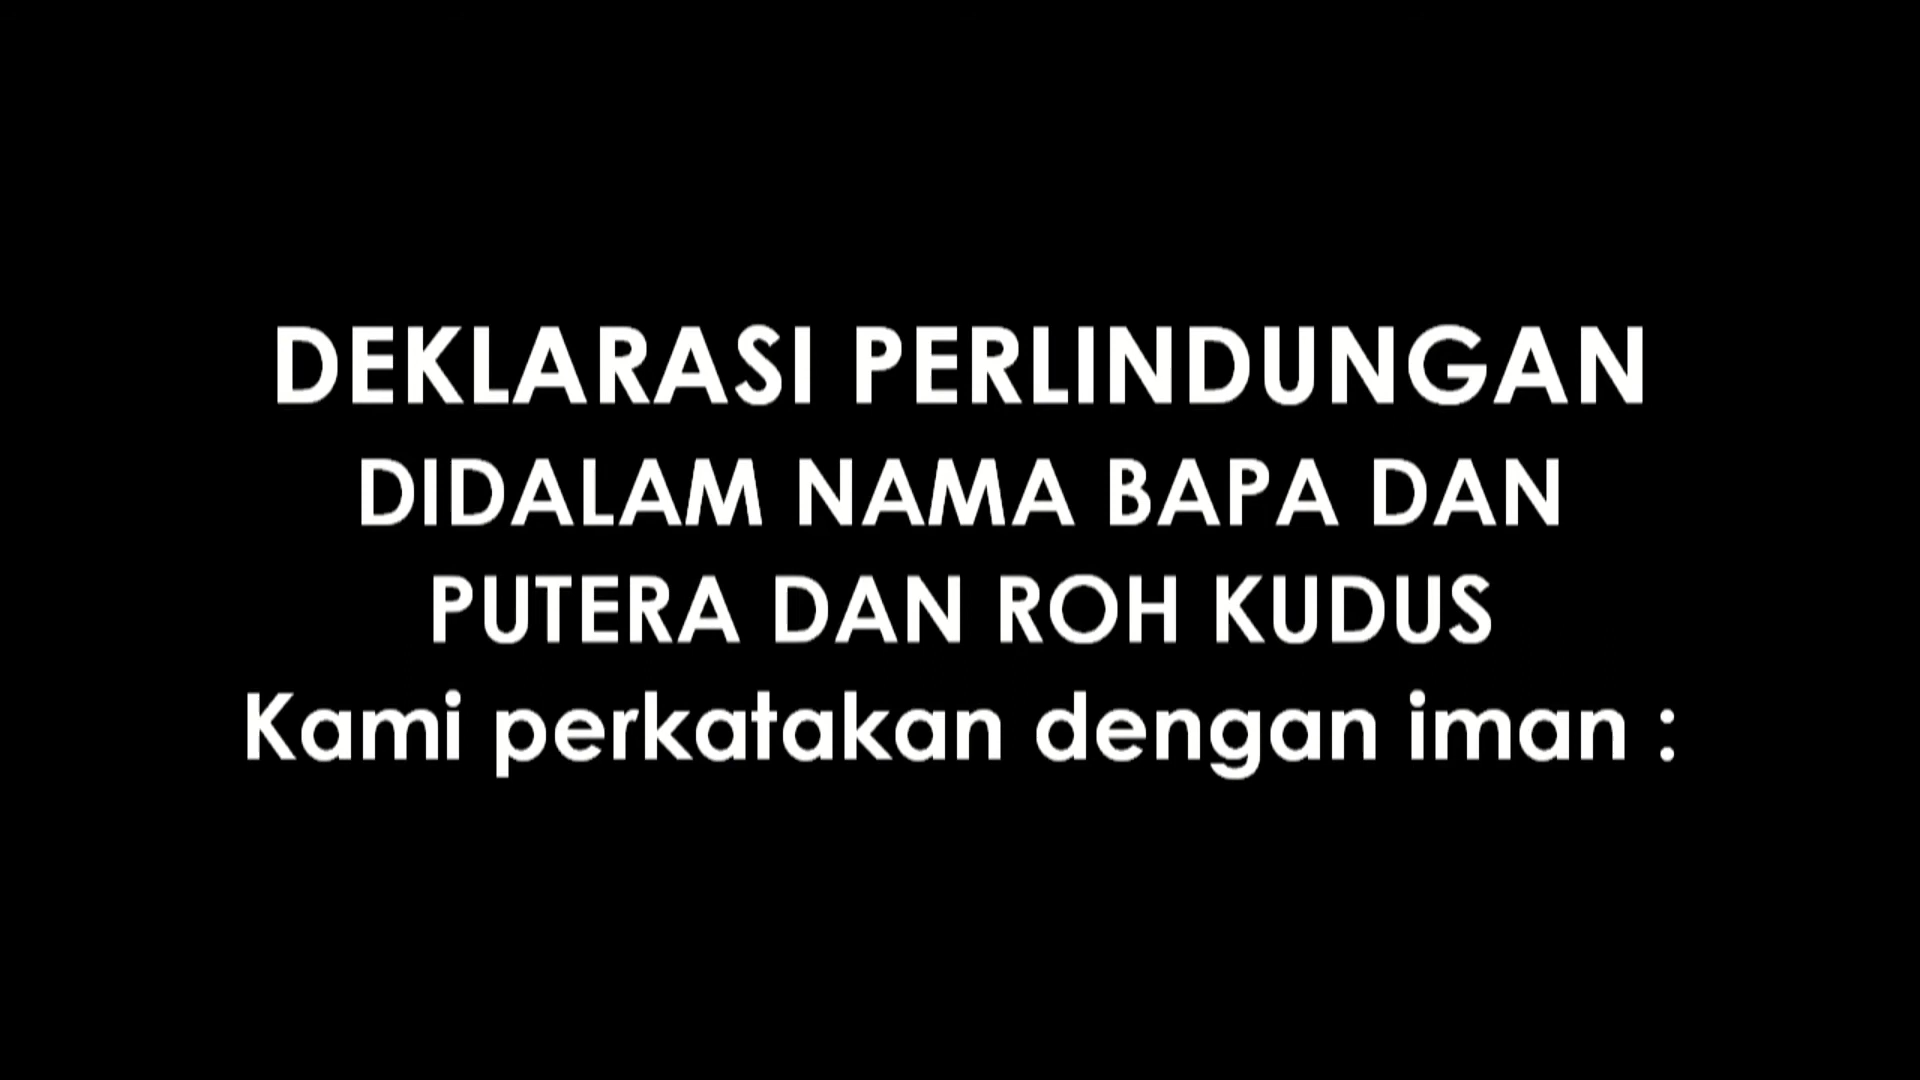 DEKLARASI PERLINDUNGAN
DIDALAM NAMA BAPA DAN
PUTERA DAN ROH KUDUS
Kami perkatakan dengan iman :